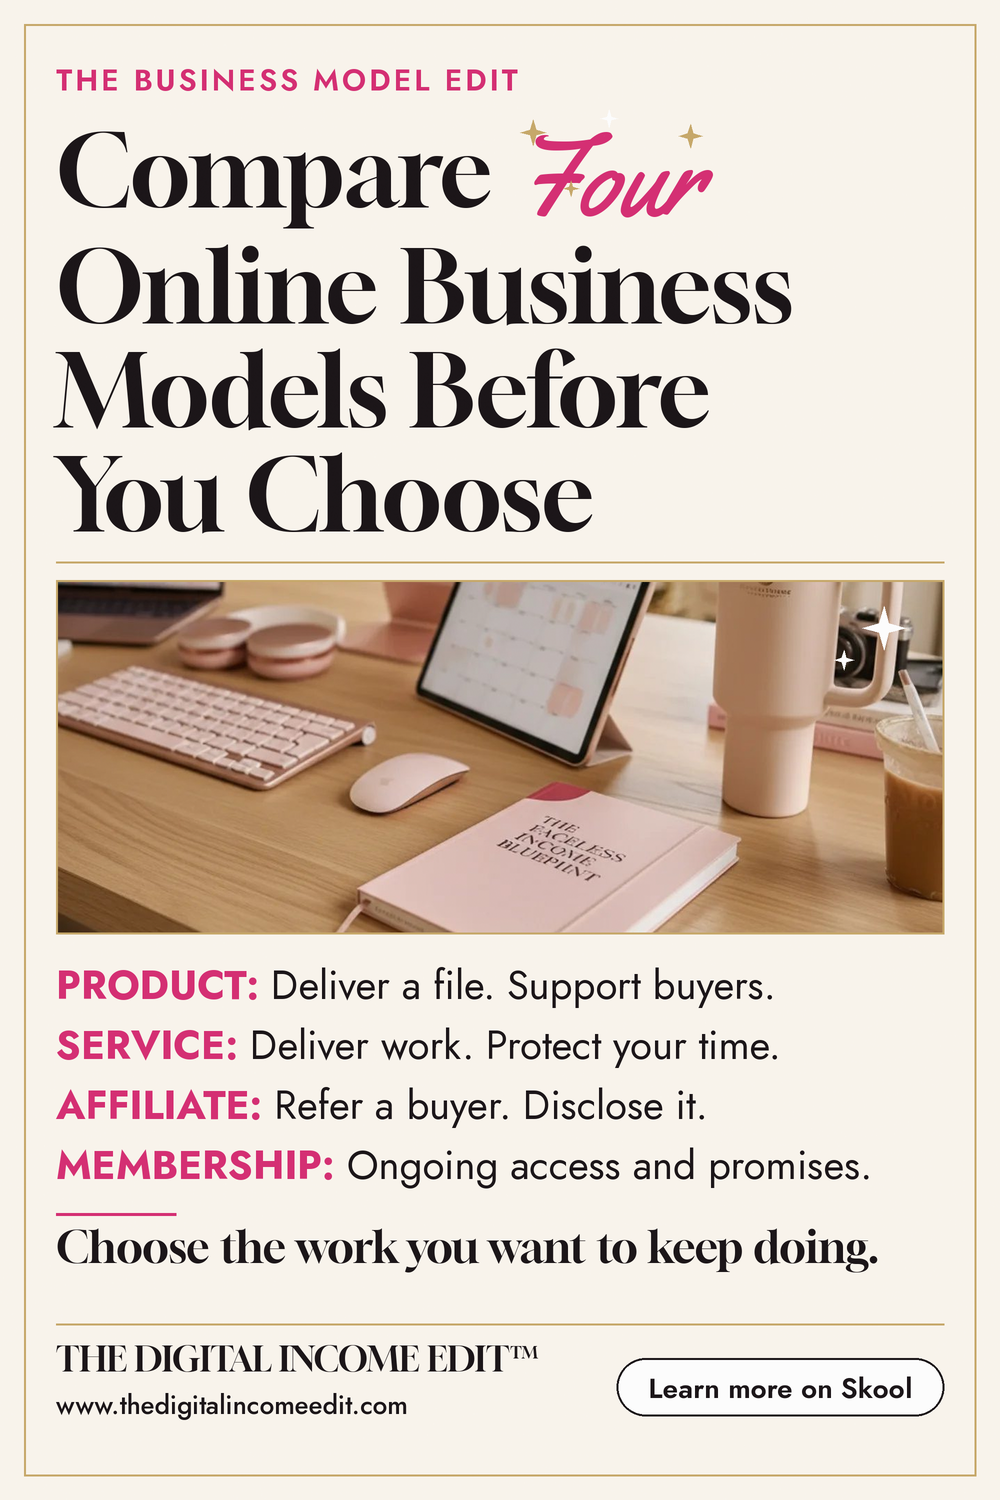 THE BUSINESS MODEL EDIT
Compare Four
Online Business
Models Before
You Choose
THE
FACELESS
INCOME
BLUEPRINT
PRODUCT: Deliver a file. Support buyers.
SERVICE: Deliver work. Protect your time.
AFFILIATE: Refer a buyer. Disclose it.
MEMBERSHIP: Ongoing access and promises.
Choose the work you want to keep doing.
THE DIGITAL INCOME EDIT™
www.thedigitalincomeedit.com
Learn more on Skool